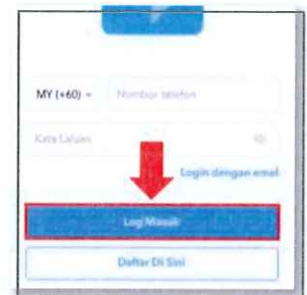 MY (+60)
Nombor telefon
Kata Laluan
Login dengan emel
Log Masuk
Daftar Di Sini